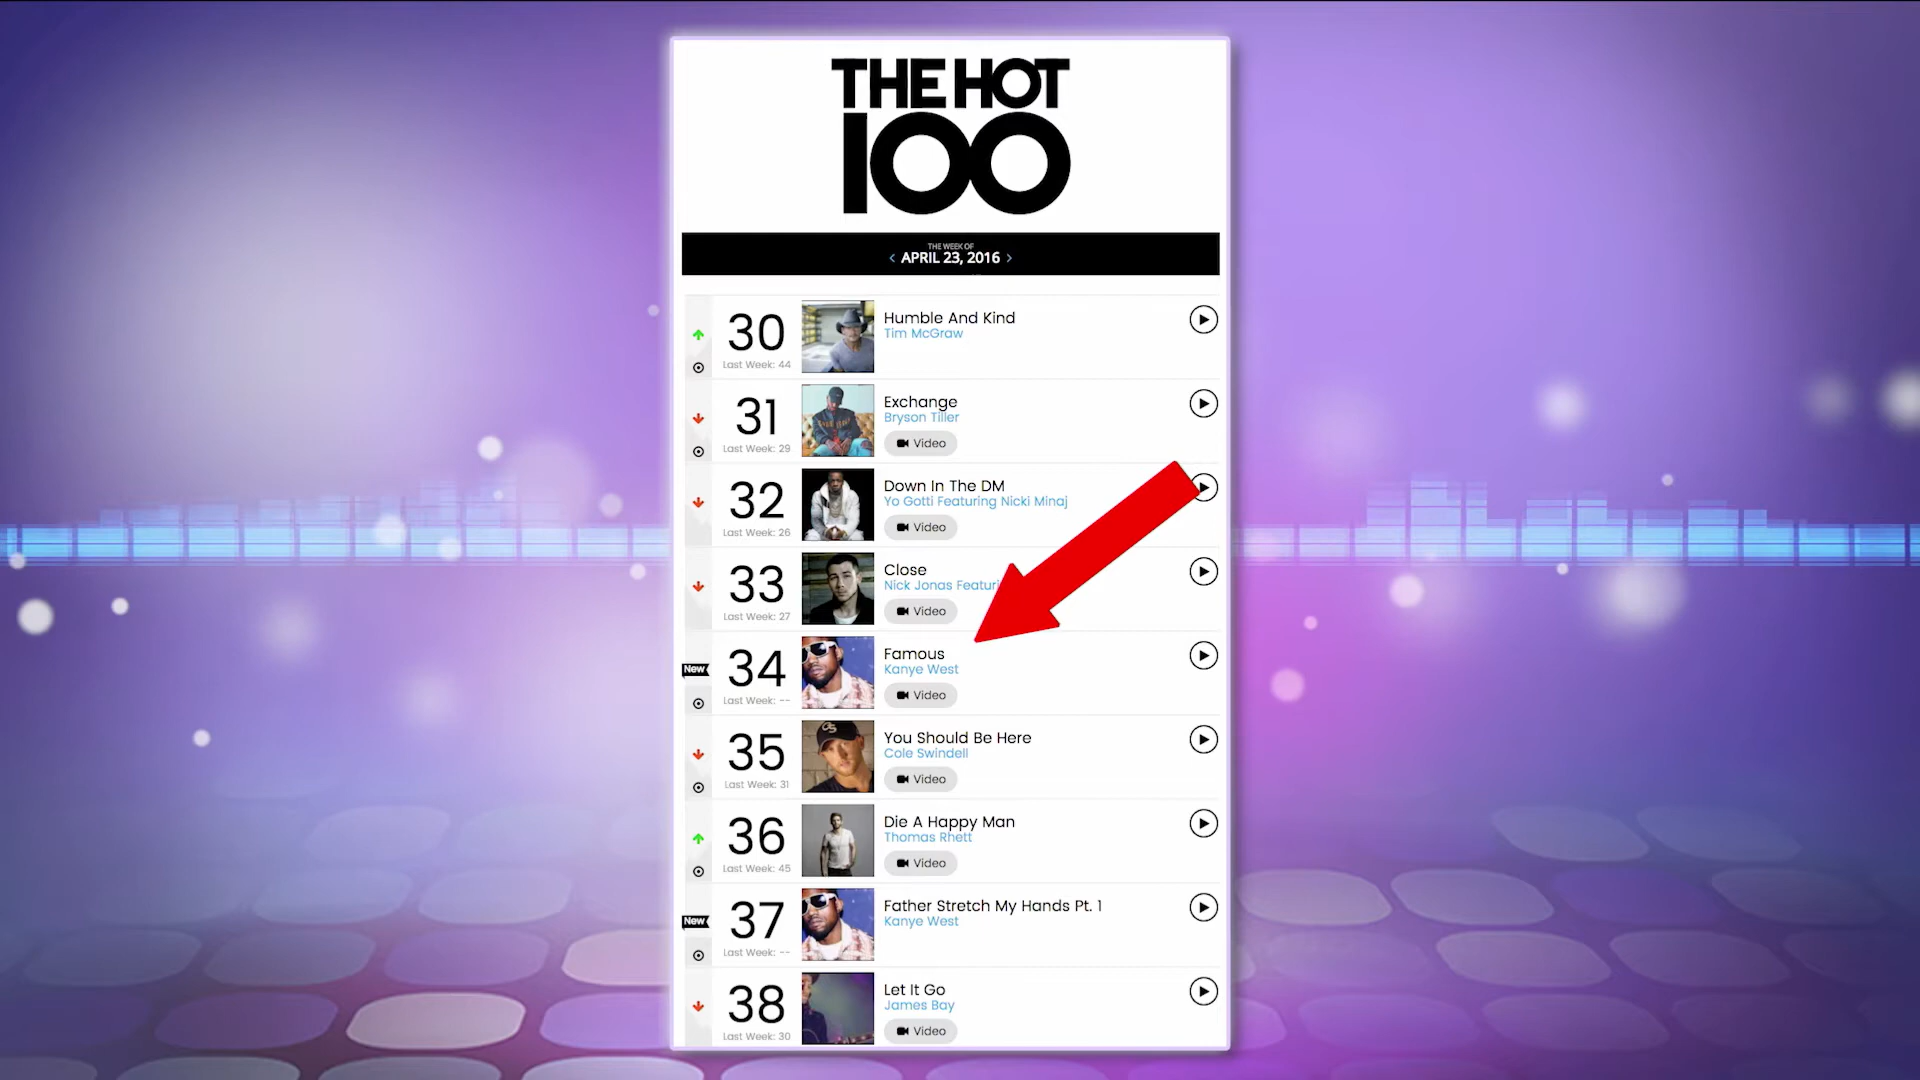 THE HOT
100
THE WEEK OF
< APRIL 23, 2016 >
30
Last Week: 44
Humble And Kind
Tim McGraw
31
Last Week: 29
Exchange
Bryson Tiller
Video
32
Last Week: 26
Down In The DM
Yo Gotti Featuring Nicki Minaj
Video
33
Last Week: 27
Close
Nick Jonas Featuri
Video
New
34
Last Week: --
Famous
Kanye West
Video
35
Last Week: 31
You Should Be Here
Cole Swindell
Video
36
Last Week: 45
Die A Happy Man
Thomas Rhett
Video
New
37
Last Week: --
Father Stretch My Hands Pt. 1
Kanye West
38
Last Week: 30
Let It Go
James Bay
Video